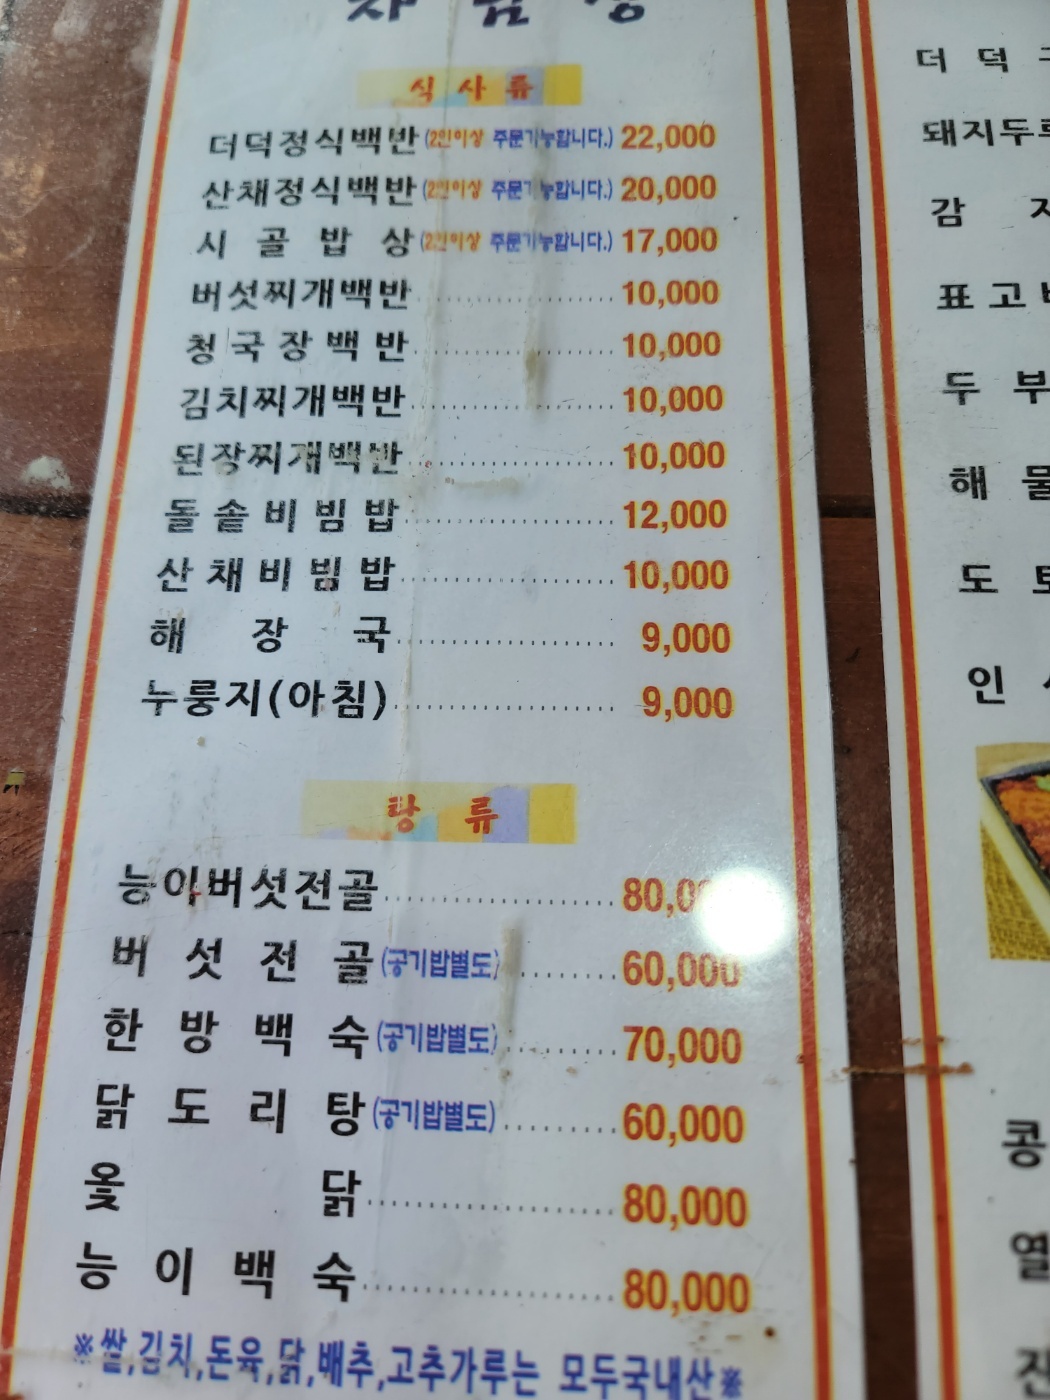 차림상
식사류
더덕정식백반(2인이상 주문가능합니다.) 22,000
산채정식백반(2인이상 주문가능합니다.) 20,000
시골밥상(2인이상 주문가능합니다.) 17,000
버섯찌개백반 10,000
청국장백반 10,000
김치찌개백반 10,000
된장찌개백반 10,000
돌솥비빔밥 12,000
산채비빔밥 10,000
해장국 9,000
누룽지(아침) 9,000
탕류
능이버섯전골 80,0
버섯전골(공기밥별도) 60,000
한방백숙(공기밥별도) 70,000
닭도리탕(공기밥별도) 60,000
옻닭 80,000
능이백숙 80,000
※쌀,김치,돈육,닭,배추,고추가루는 모두국내산※
더덕
돼지두
감
표고
두부
해물
도토
인
콩
열